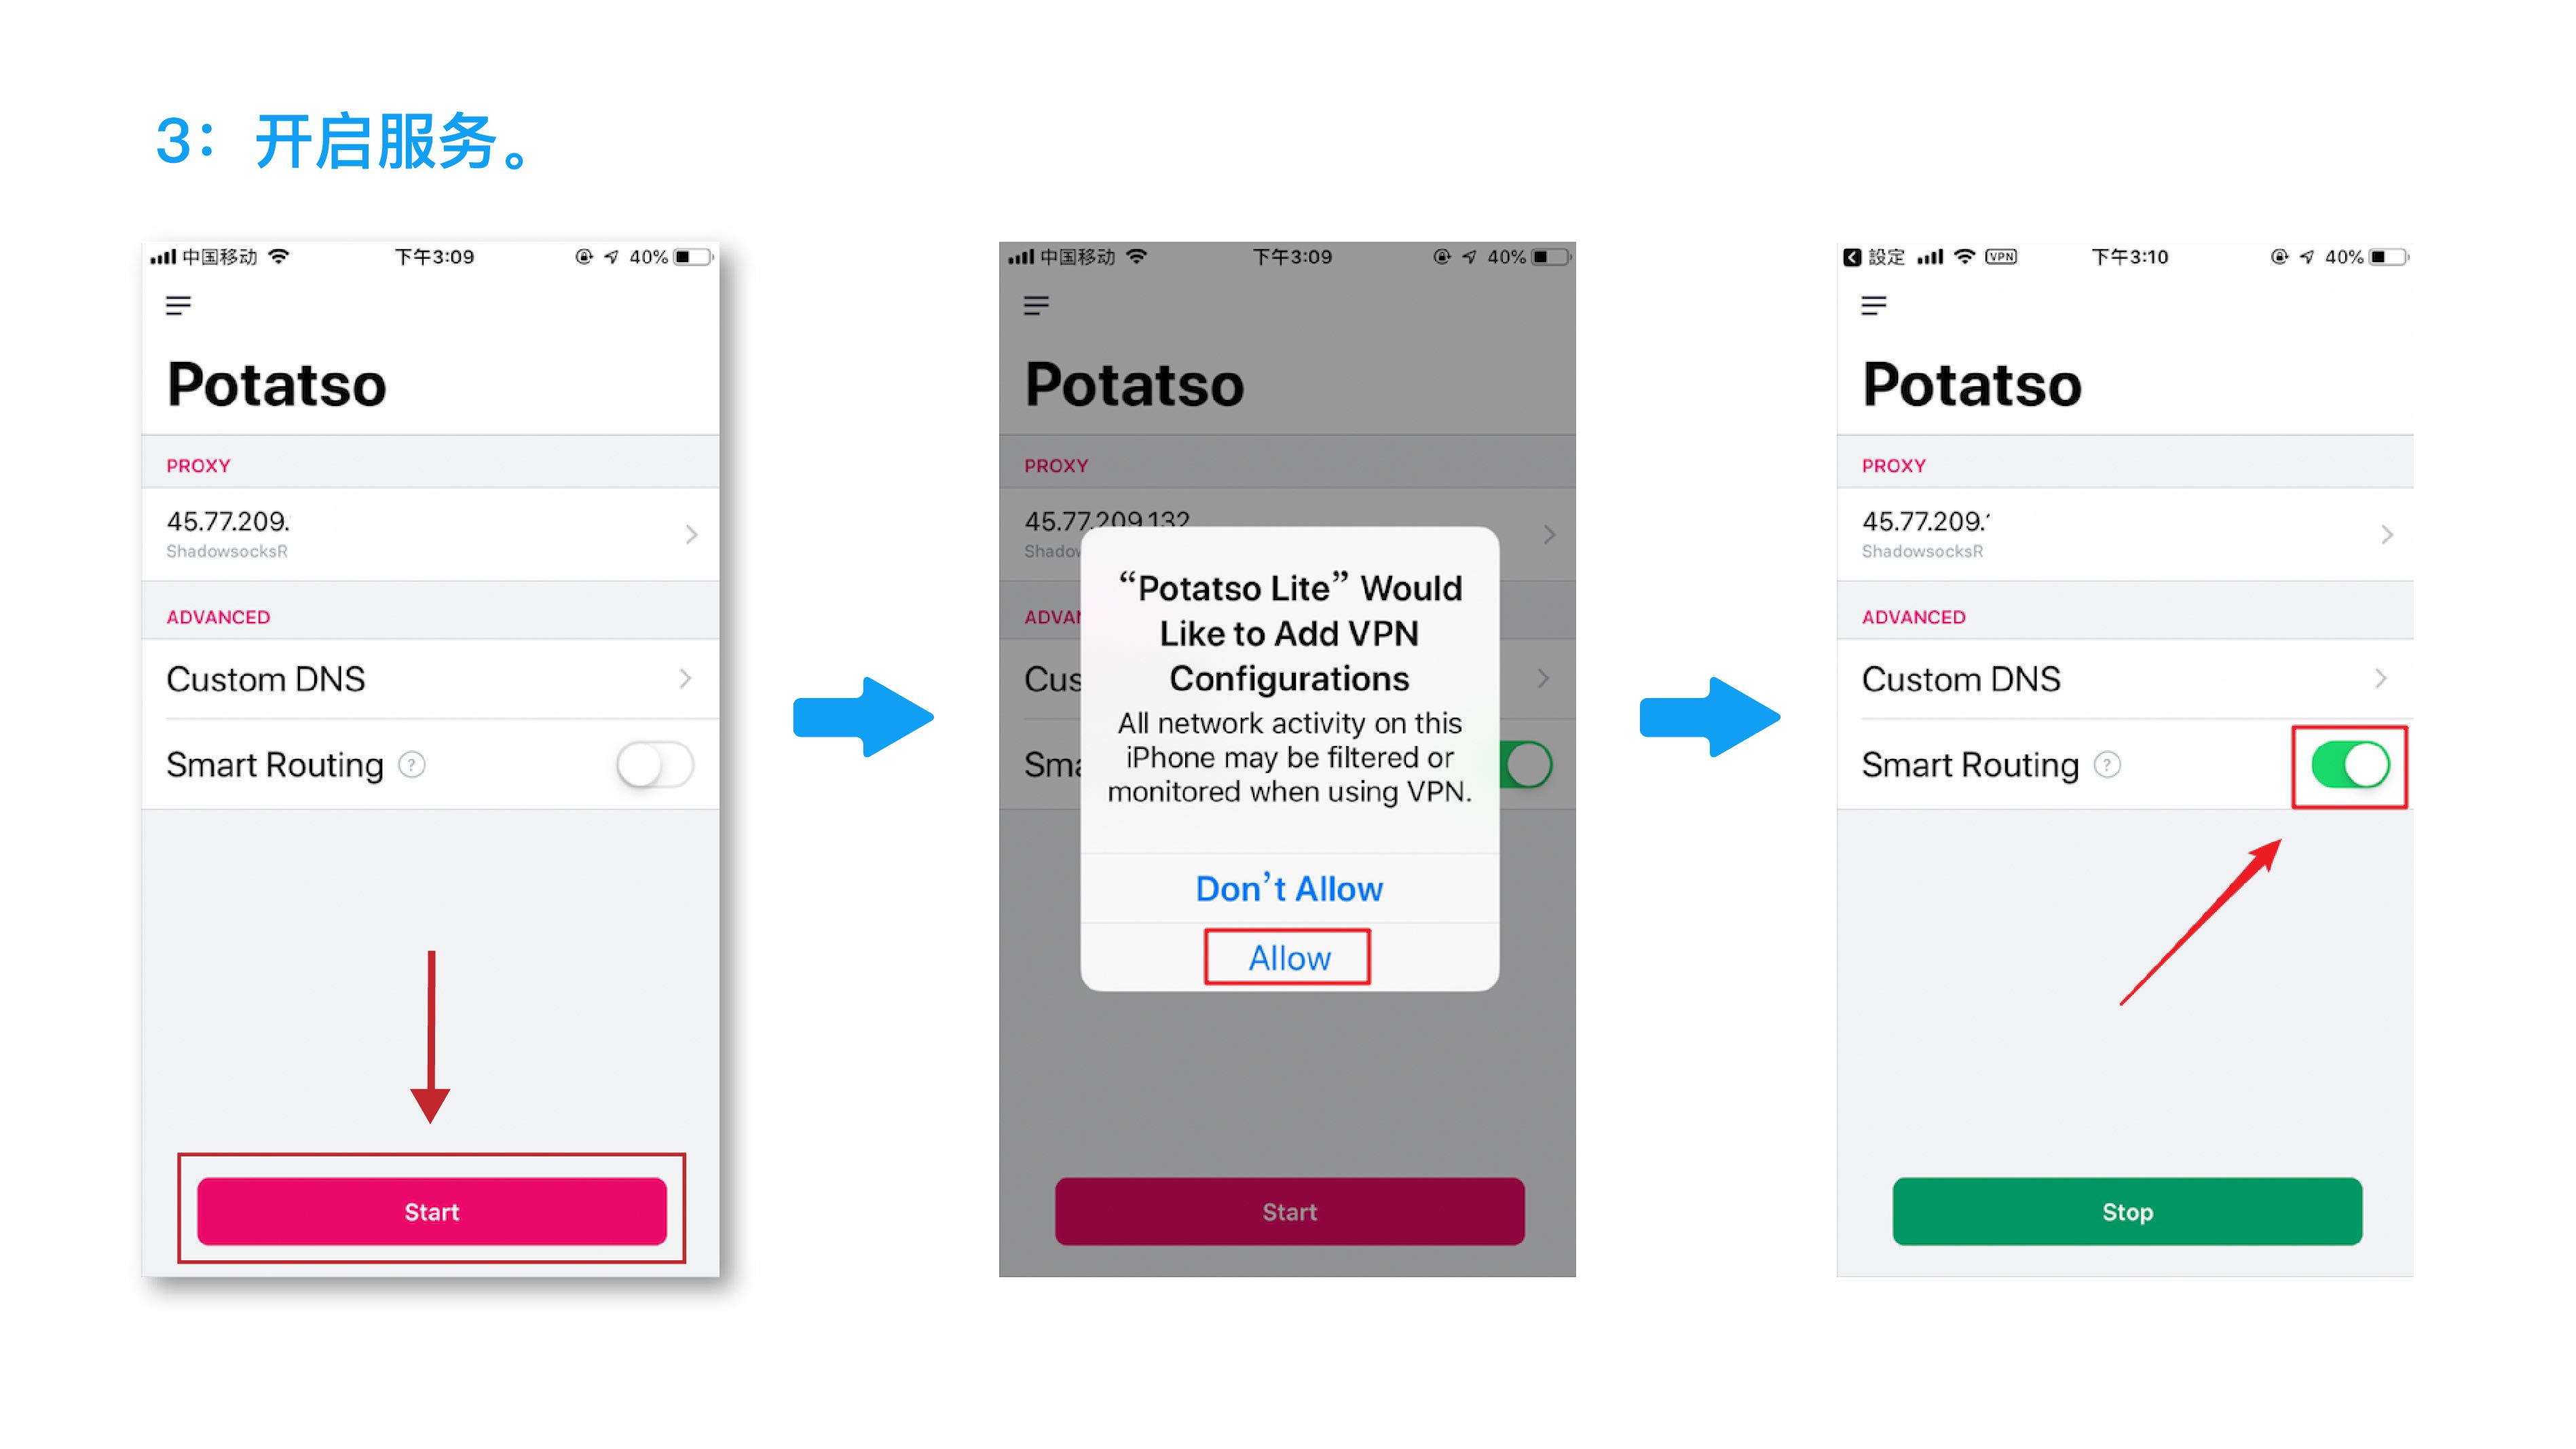 3：开启服务。
中国移动 下午3:09 40%
Potatso
PROXY
45.77.209.
ShadowsocksR
ADVANCED
Custom DNS
Smart Routing ?
Start
中国移动 下午3:09 40%
Potatso
PROXY
45.77.209.132
Shadow
ADVAN
Cus
Sma
“Potatso Lite” Would
Like to Add VPN
Configurations
All network activity on this
iPhone may be filtered or
monitored when using VPN.
Don’t Allow
Allow
Start
設定 VPN 下午3:10 40%
Potatso
PROXY
45.77.209.
ShadowsocksR
ADVANCED
Custom DNS
Smart Routing ?
Stop